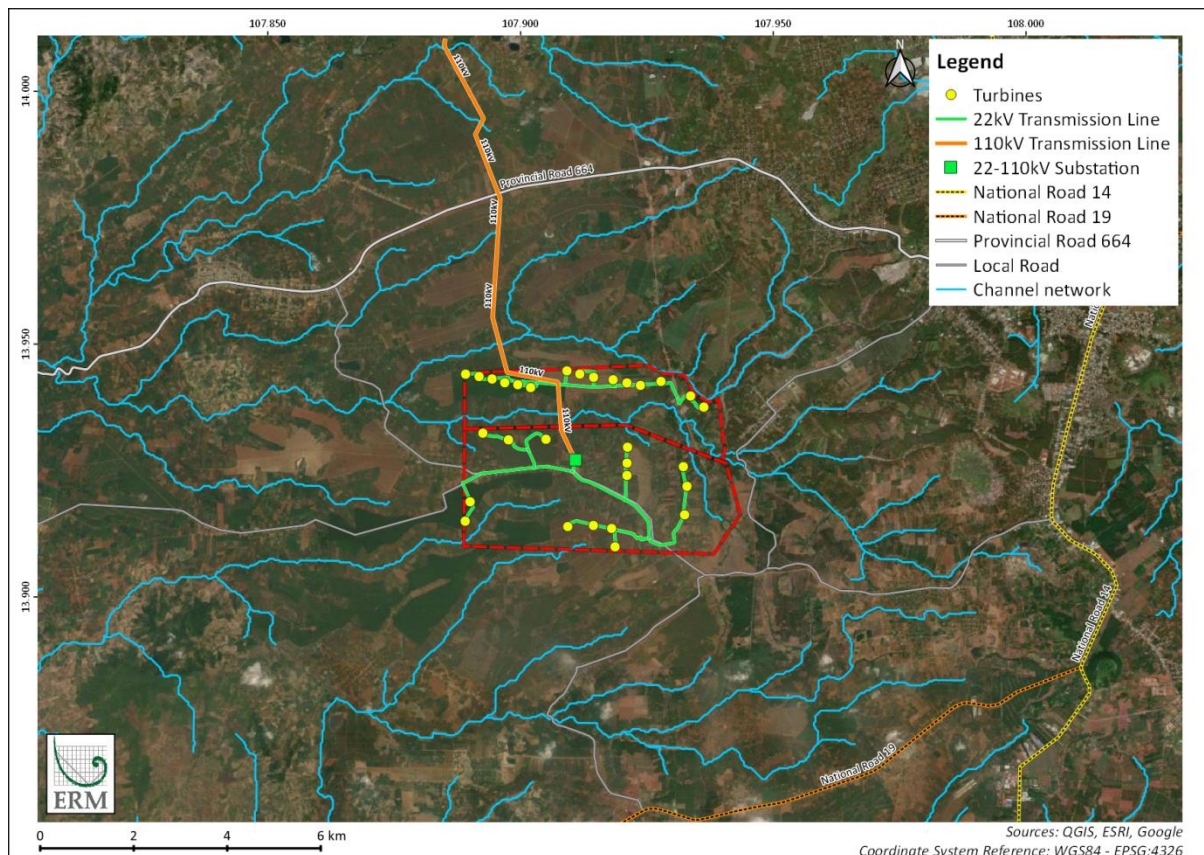 107.850 107.900 107.950 108.000
14.000
13.950
13.900
N
Legend
Turbines
22kV Transmission Line
110kV Transmission Line
22-110kV Substation
National Road 14
National Road 19
Provincial Road 664
Local Road
Channel network
110kV
110kV
Provincial Road 664
110kV
110kV
110kV
110kV
National Road 14
National Road 19
ERM
0 2 4 6 km
Sources: QGIS, ESRI, Google
Coordinate System Reference: WGS84 - EPSG:4326